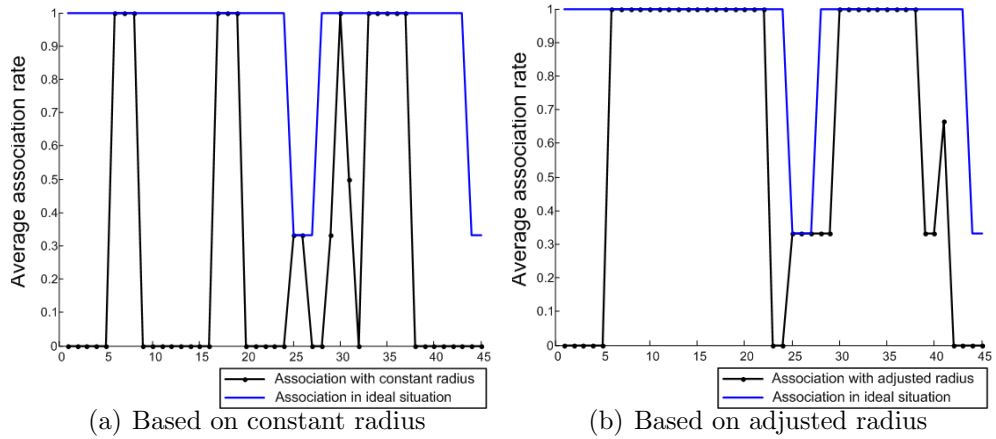 Average association rate
1
0.9
0.8
0.7
0.6
0.5
0.4
0.3
0.2
0.1
0
0 5 10 15 20 25 30 35 40 45
Association with constant radius
Association in ideal situation
(a) Based on constant radius
Average association rate
1
0.9
0.8
0.7
0.6
0.5
0.4
0.3
0.2
0.1
0
0 5 10 15 20 25 30 35 40 45
Association with adjusted radius
Association in ideal situation
(b) Based on adjusted radius